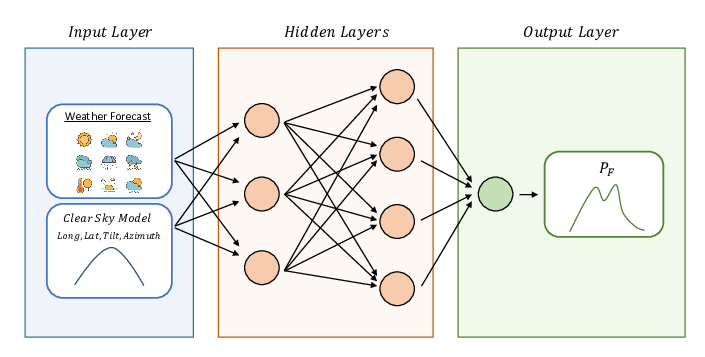 Input Layer
Hidden Layers
Output Layer
Weather Forecast
Clear Sky Model
Long, Lat, Tilt, Azimuth
P_F